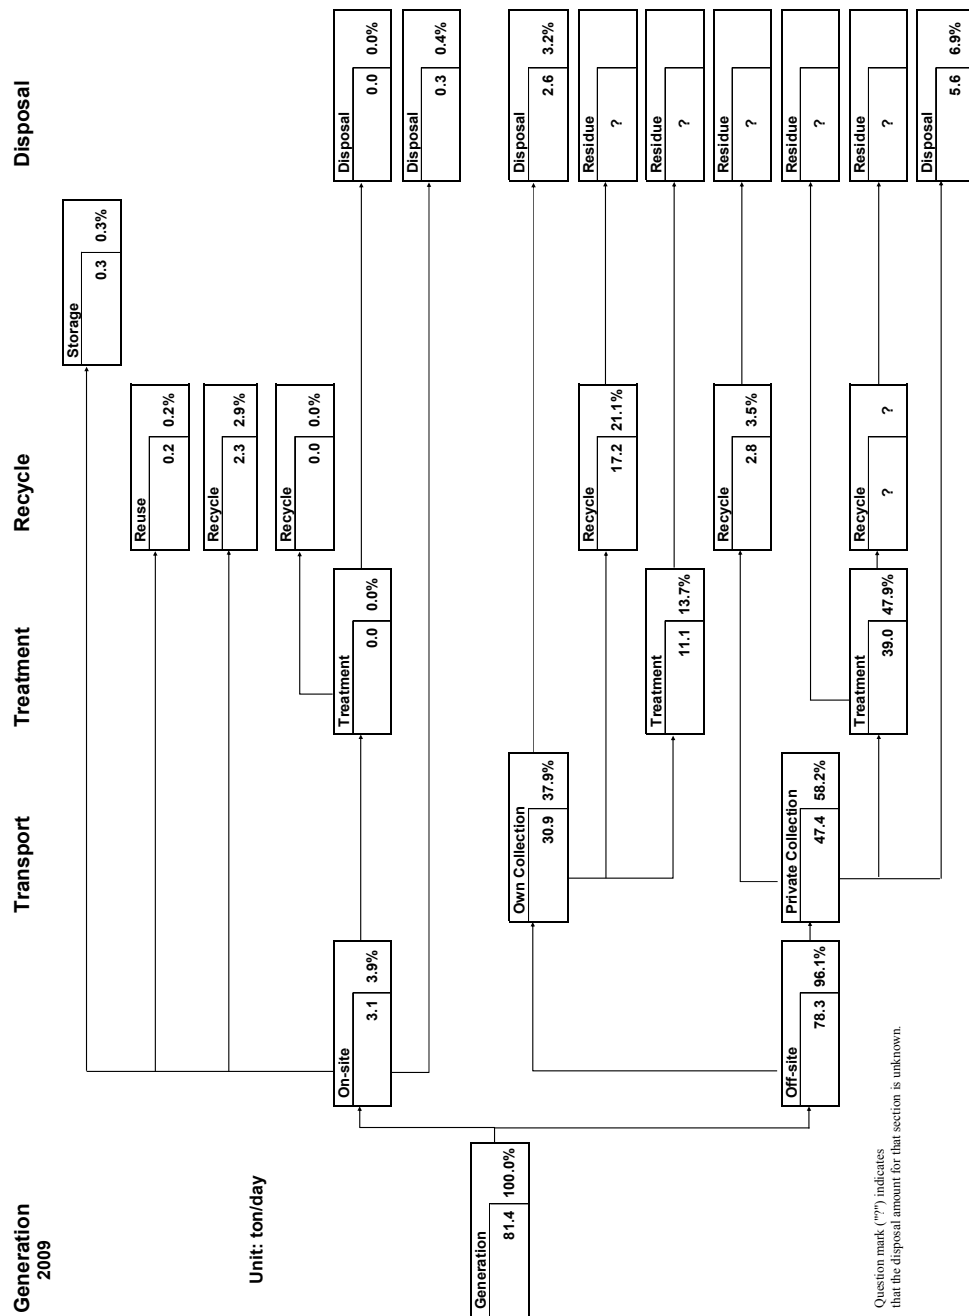 Generation
2009
Transport
Treatment
Recycle
Disposal
Unit: ton/day
Storage
0.3 0.3%
Reuse
0.2 0.2%
Recycle
2.3 2.9%
Recycle
0.0 0.0%
Treatment
0.0 0.0%
Disposal
0.0 0.0%
On-site
3.1 3.9%
Disposal
0.3 0.4%
Generation
81.4 100.0%
Own Collection
30.9 37.9%
Disposal
2.6 3.2%
Recycle
17.2 21.1%
Residue
?
Treatment
11.1 13.7%
Residue
?
Recycle
2.8 3.5%
Residue
?
Off-site
78.3 96.1%
Private Collection
47.4 58.2%
Residue
?
Treatment
39.0 47.9%
Recycle
? ?
Residue
?
Disposal
5.6 6.9%
Question mark ("?") indicates
that the disposal amount for that section is unknown.